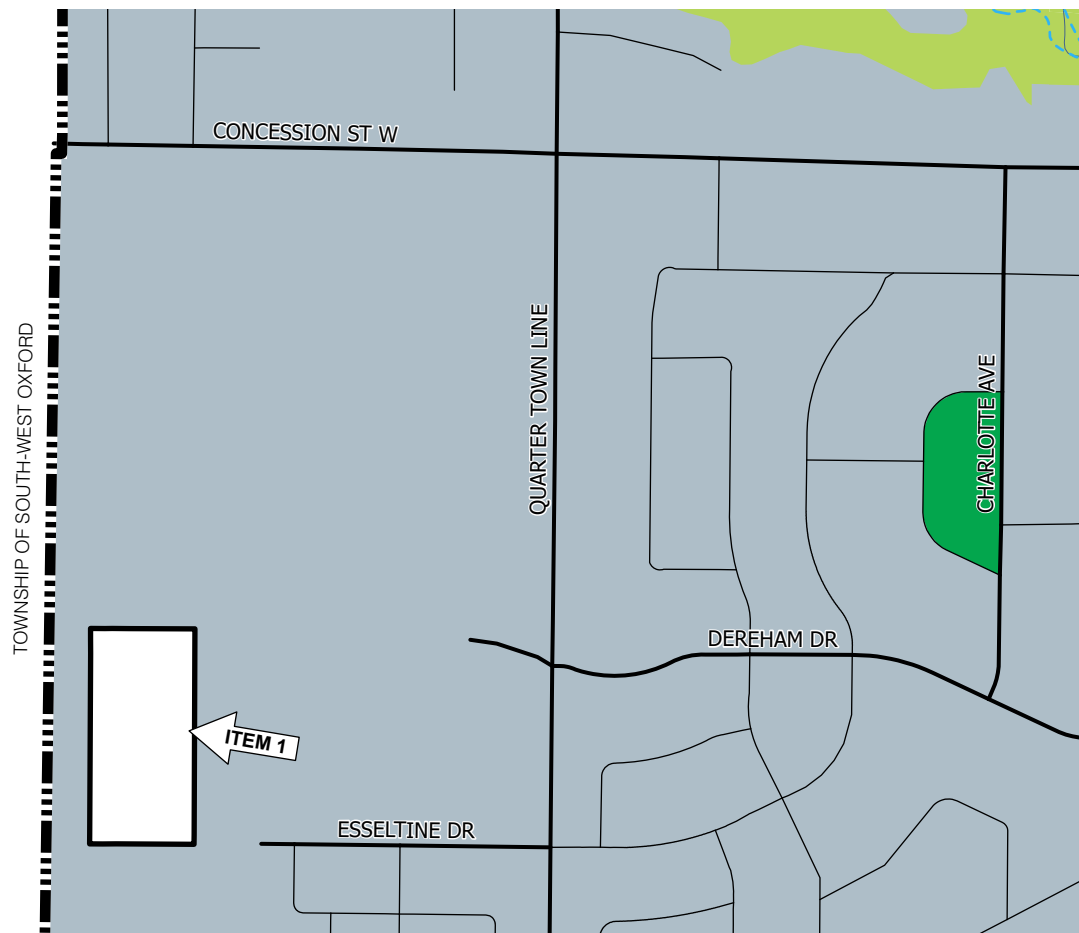 CONCESSION ST W
TOWNSHIP OF SOUTH-WEST OXFORD
QUARTER TOWN LINE
CHARLOTTE AVE
DEREHAM DR
ITEM 1
ESSELTINE DR